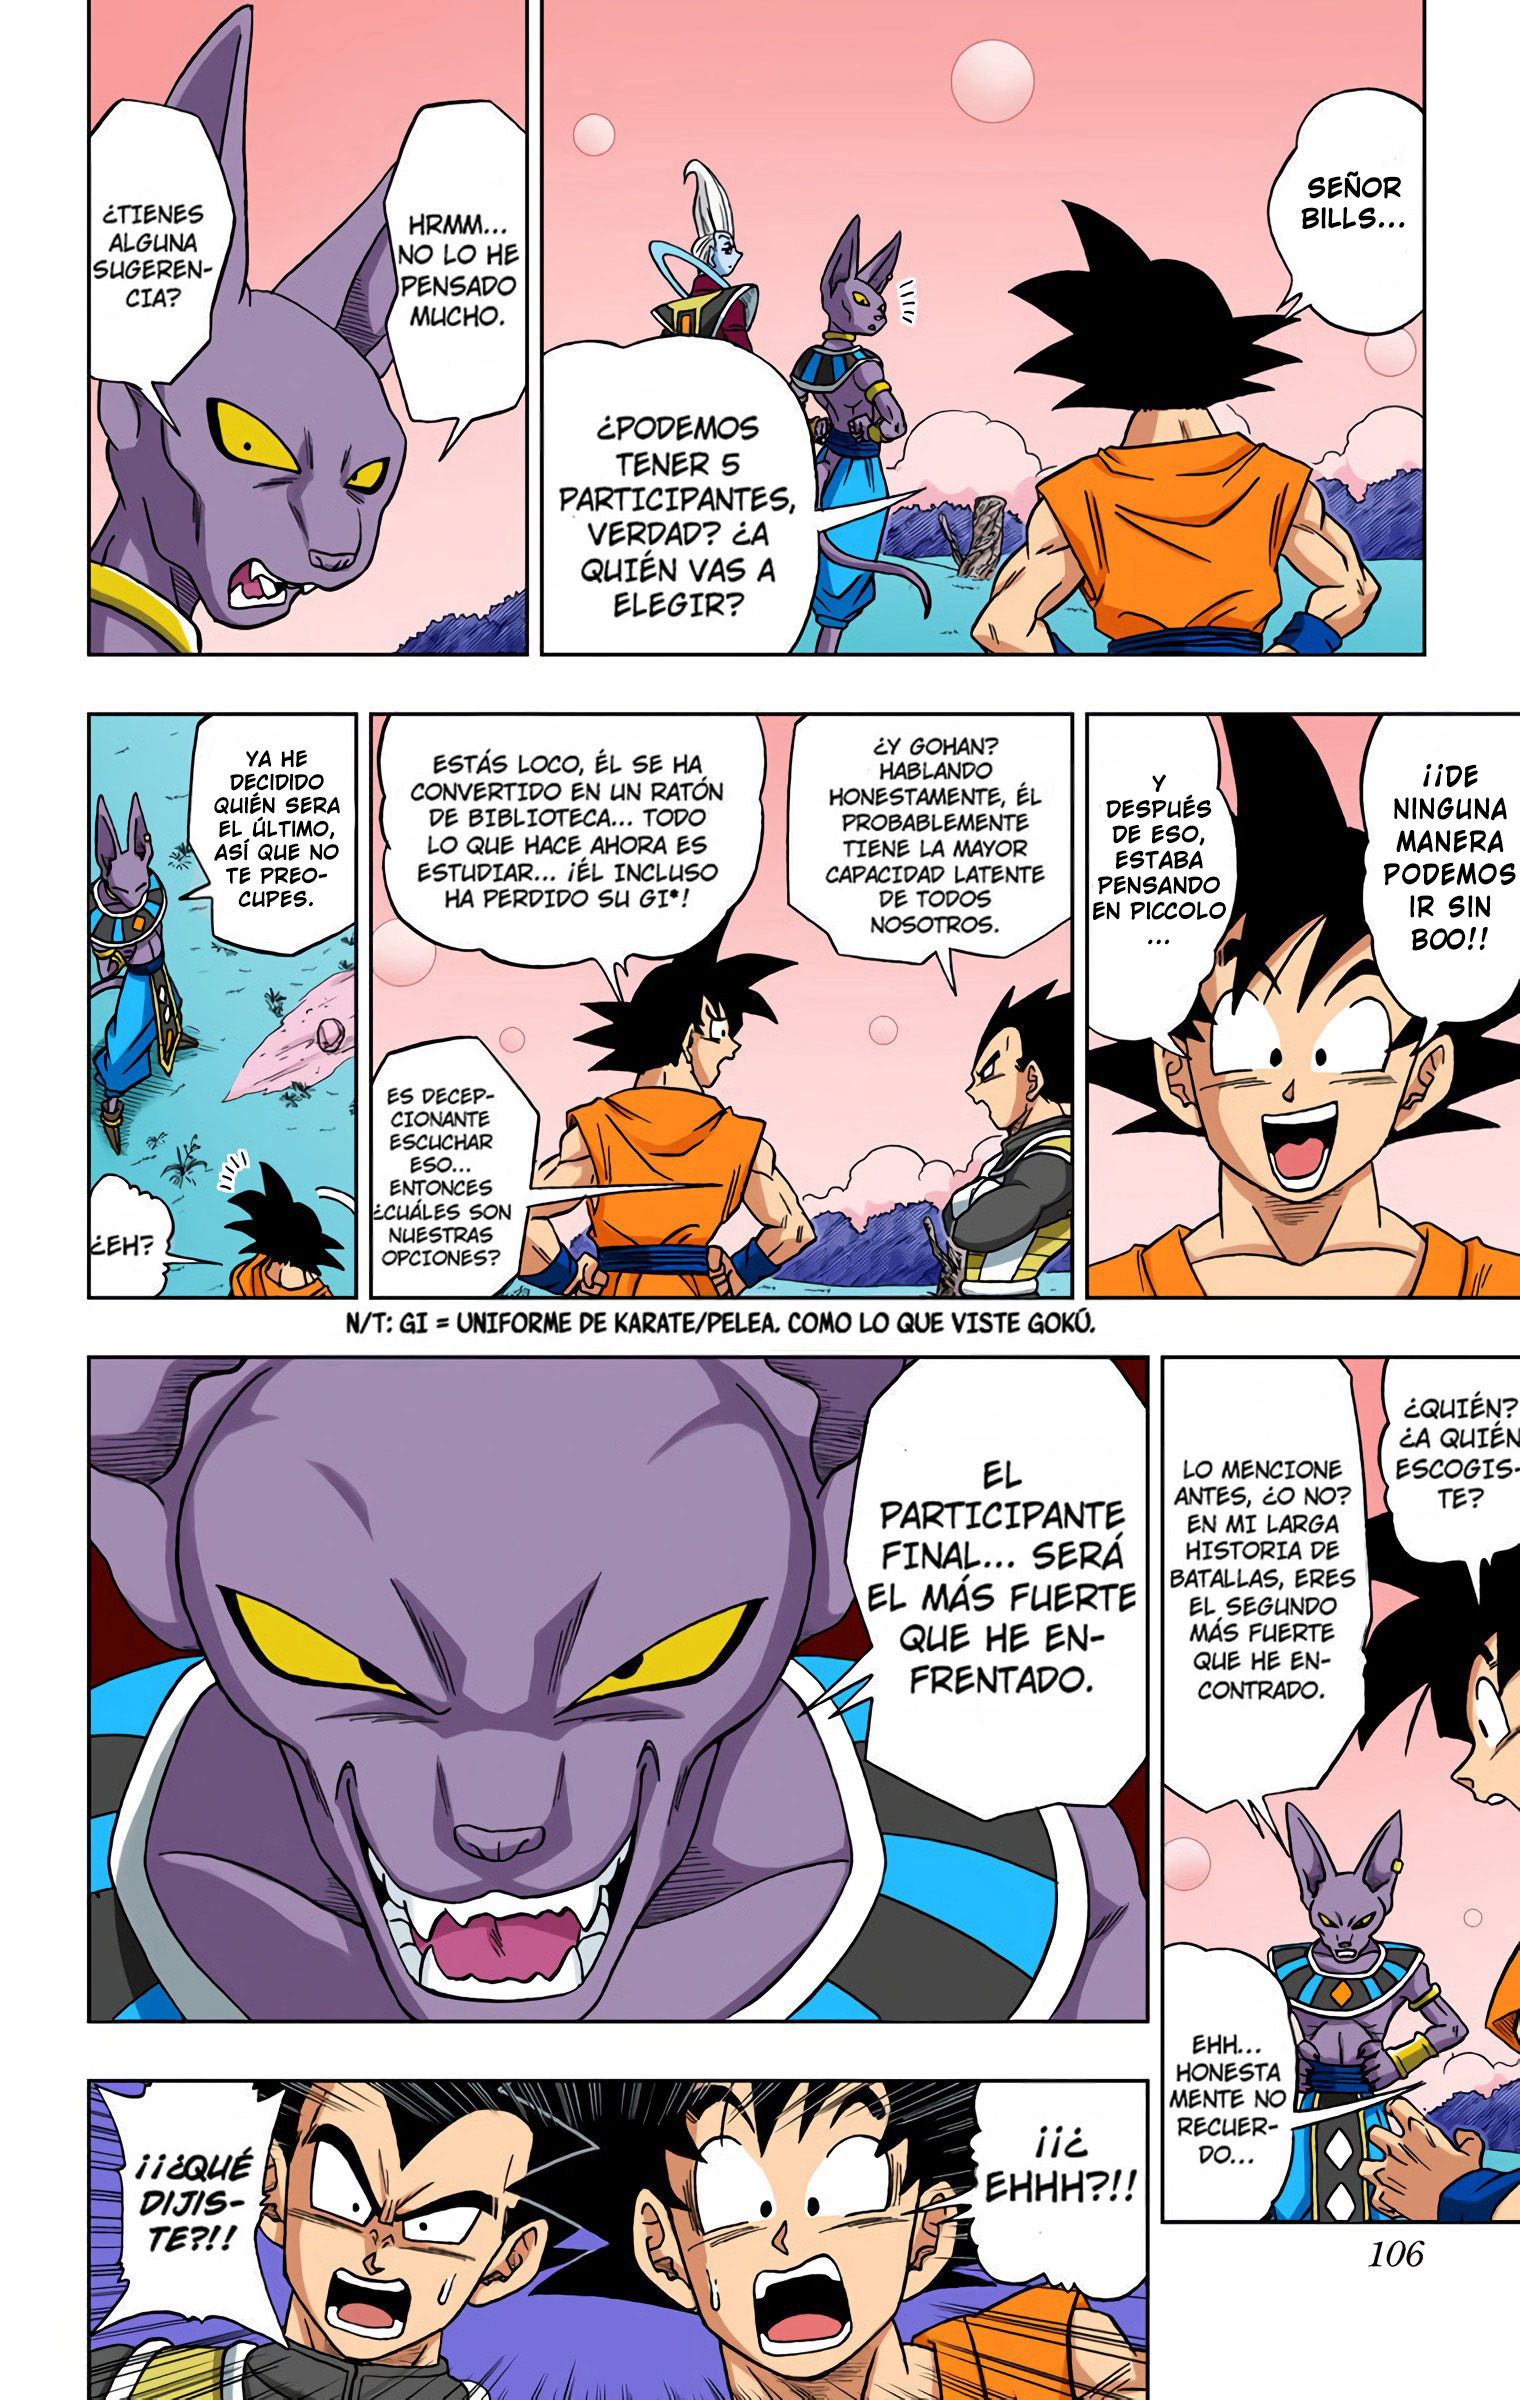 SEÑOR
BILLS...
¿PODEMOS
TENER 5
PARTICIPANTES,
VERDAD? ¿A
QUIÉN VAS A
ELEGIR?
HRMM...
NO LO HE
PENSADO
MUCHO.
¿TIENES
ALGUNA
SUGEREN-
CIA?
¡¡DE
NINGUNA
MANERA
PODEMOS
IR SIN
BOO!!
Y
DESPUÉS
DE ESO,
ESTABA
PENSANDO
EN PICCOLO
...
¿Y GOHAN?
HABLANDO
HONESTAMENTE, ÉL
PROBABLEMENTE
TIENE LA MAYOR
CAPACIDAD LATENTE
DE TODOS
NOSOTROS.
ESTÁS LOCO, ÉL SE HA
CONVERTIDO EN UN RATÓN
DE BIBLIOTECA... TODO
LO QUE HACE AHORA ES
ESTUDIAR... ¡ÉL INCLUSO
HA PERDIDO SU GI*!
ES DECEP-
CIONANTE
ESCUCHAR
ESO...
ENTONCES
¿CUÁLES SON
NUESTRAS
OPCIONES?
YA HE
DECIDIDO
QUIÉN SERA
EL ÚLTIMO,
ASÍ QUE NO
TE PREO-
CUPES.
¿EH?
N/T: GI = UNIFORME DE KARATE/PELEA. COMO LO QUE VISTE GOKÚ.
¿QUIÉN?
¿A QUIÉN
ESCOGIS-
TE?
LO MENCIONE
ANTES, ¿O NO?
EN MI LARGA
HISTORIA DE
BATALLAS, ERES
EL SEGUNDO
MÁS FUERTE
QUE HE EN-
CONTRADO.
EHH...
HONESTA
MENTE NO
RECUER-
DO...
EL
PARTICIPANTE
FINAL... SERÁ
EL MÁS FUERTE
QUE HE EN-
FRENTADO.
¡¡¿
EHHH?!!
¡¡¿QUÉ
DIJIS-
TE?!!
106